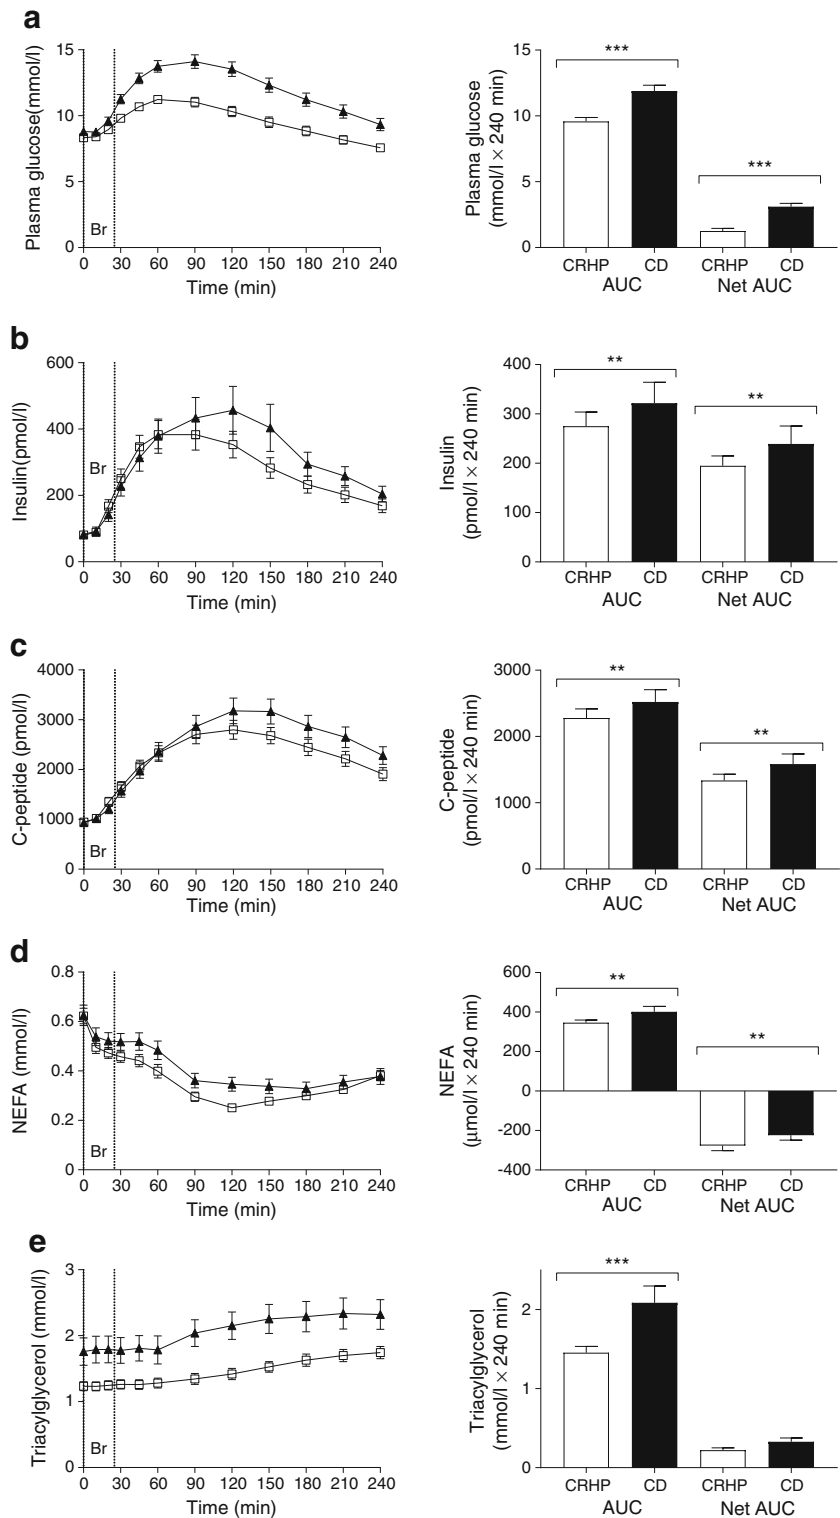 a
Plasma glucose(mmol/l)
15
10
5
0
Br
0 30 60 90 120 150 180 210 240
Time (min)
Plasma glucose
(mmol/l × 240 min)
15
10
5
0
***
***
CRHP CD CRHP CD
AUC Net AUC
b
Insulin(pmol/l)
600
400
200
0
Br
0 30 60 90 120 150 180 210 240
Time (min)
Insulin
(pmol/l × 240 min)
400
300
200
100
0
**
**
CRHP CD CRHP CD
AUC Net AUC
c
C-peptide (pmol/l)
4000
3000
2000
1000
0
Br
0 30 60 90 120 150 180 210 240
Time (min)
C-peptide
(pmol/l × 240 min)
3000
2000
1000
0
**
**
CRHP CD CRHP CD
AUC Net AUC
d
NEFA (mmol/l)
0.8
0.6
0.4
0.2
0
Br
0 30 60 90 120 150 180 210 240
Time (min)
NEFA
(μmol/l × 240 min)
600
400
200
0
-200
-400
**
**
CRHP CD CRHP CD
AUC Net AUC
e
Triacylglycerol (mmol/l)
3
2
1
0
Br
0 30 60 90 120 150 180 210 240
Time (min)
Triacylglycerol
(mmol/l × 240 min)
2
1
0
***
CRHP CD CRHP CD
AUC Net AUC